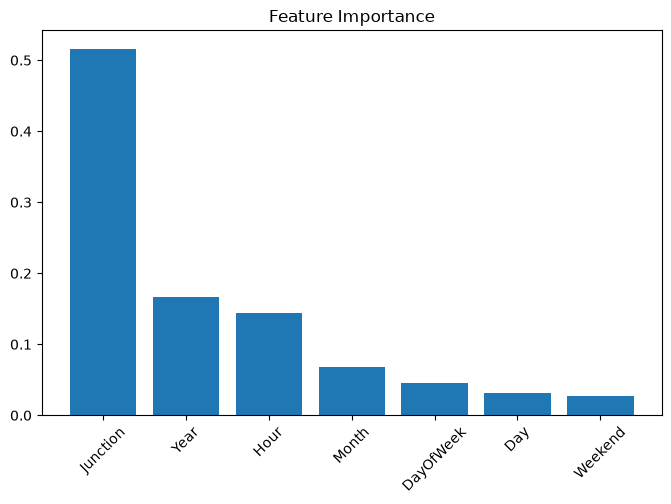 Feature Importance
0.5
0.4
0.3
0.2
0.1
0.0
Junction
Year
Hour
Month
DayOfWeek
Day
Weekend